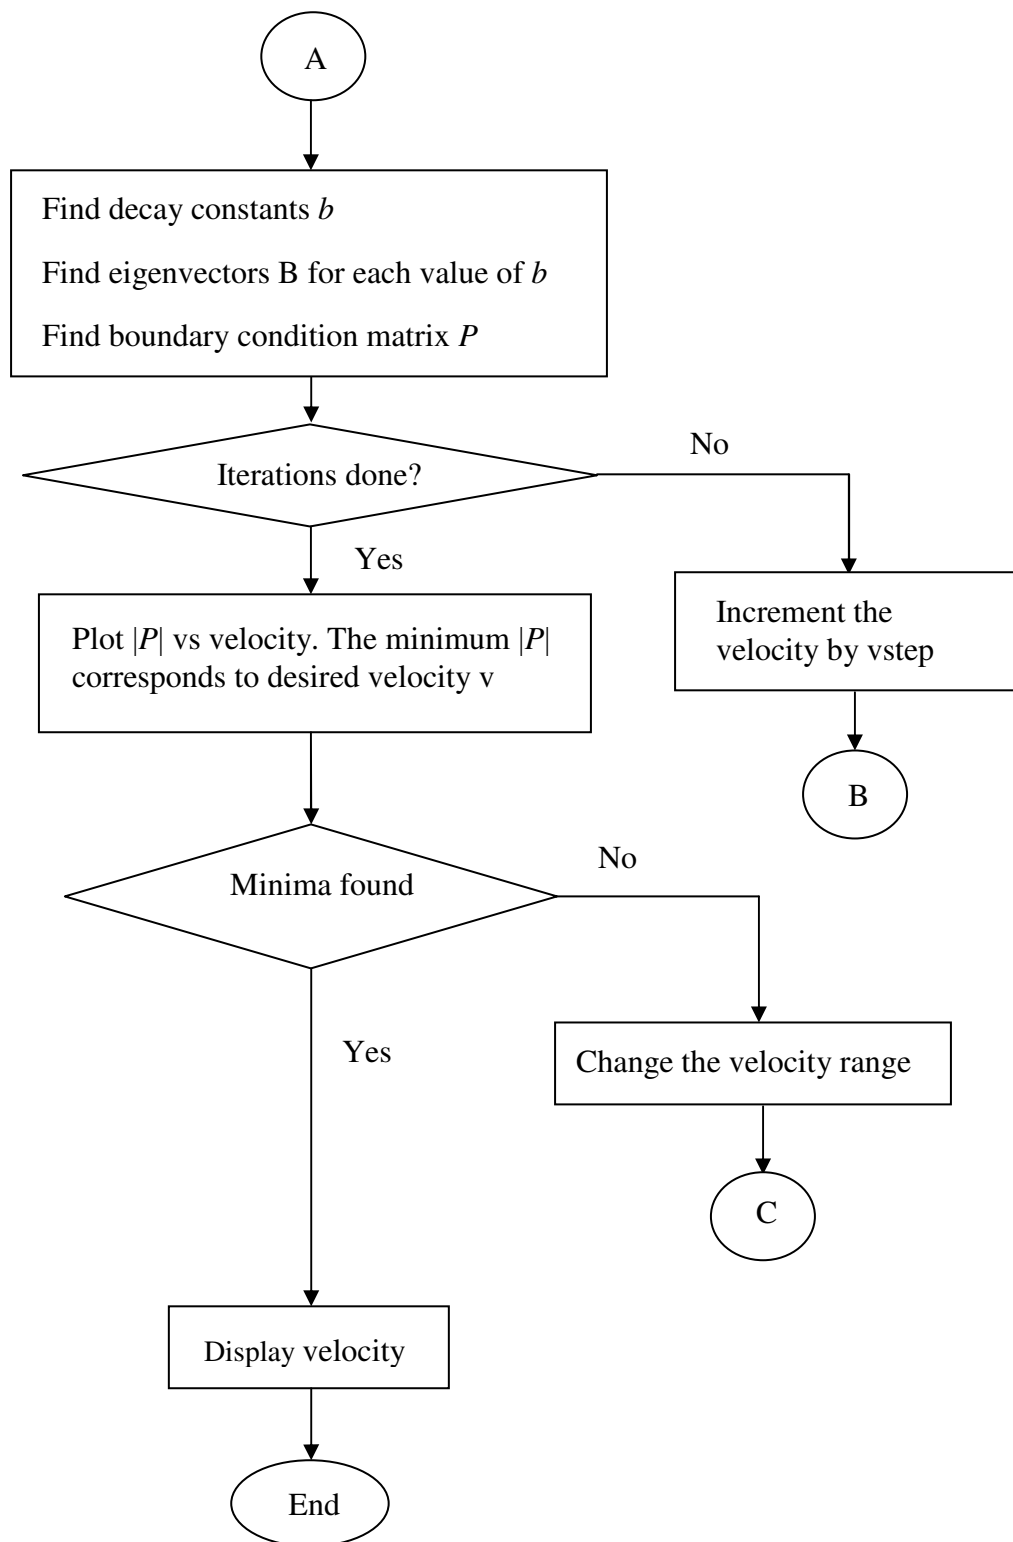 A
Find decay constants b
Find eigenvectors B for each value of b
Find boundary condition matrix P
Iterations done?
No
Yes
Increment the
velocity by vstep
Plot |P| vs velocity. The minimum |P|
corresponds to desired velocity v
B
Minima found
No
Yes
Change the velocity range
C
Display velocity
End